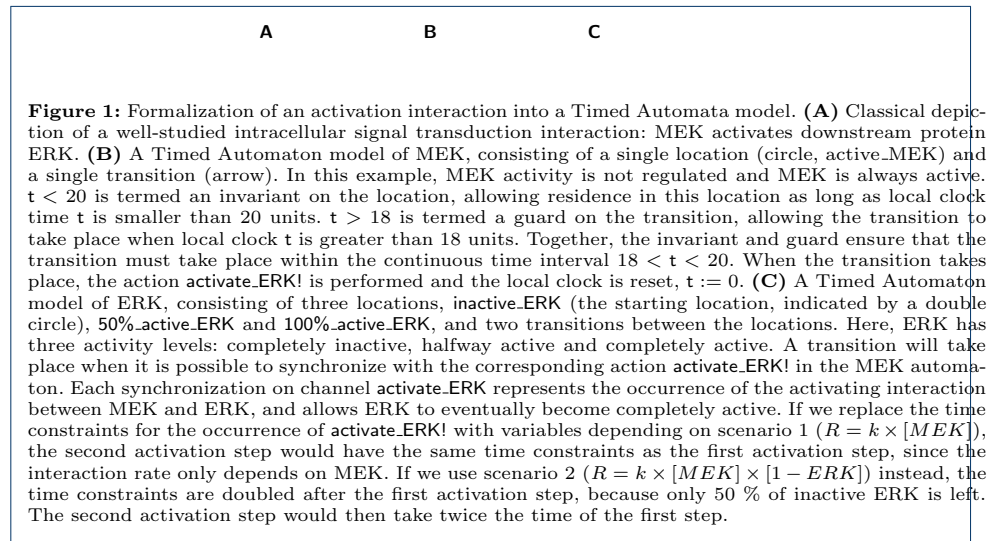 A B C
Figure 1: Formalization of an activation interaction into a Timed Automata model. (A) Classical depic-
tion of a well-studied intracellular signal transduction interaction: MEK activates downstream protein
ERK. (B) A Timed Automaton model of MEK, consisting of a single location (circle, active_MEK) and
a single transition (arrow). In this example, MEK activity is not regulated and MEK is always active.
t < 20 is termed an invariant on the location, allowing residence in this location as long as local clock
time t is smaller than 20 units. t > 18 is termed a guard on the transition, allowing the transition to
take place when local clock t is greater than 18 units. Together, the invariant and guard ensure that the
transition must take place within the continuous time interval 18 < t < 20. When the transition takes
place, the action activate_ERK! is performed and the local clock is reset, t := 0. (C) A Timed Automaton
model of ERK, consisting of three locations, inactive_ERK (the starting location, indicated by a double
circle), 50%_active_ERK and 100%_active_ERK, and two transitions between the locations. Here, ERK has
three activity levels: completely inactive, halfway active and completely active. A transition will take
place when it is possible to synchronize with the corresponding action activate_ERK! in the MEK automa-
ton. Each synchronization on channel activate_ERK represents the occurrence of the activating interaction
between MEK and ERK, and allows ERK to eventually become completely active. If we replace the time
constraints for the occurrence of activate_ERK! with variables depending on scenario 1 (R = k × [MEK]),
the second activation step would have the same time constraints as the first activation step, since the
interaction rate only depends on MEK. If we use scenario 2 (R = k × [MEK] × [1 − ERK]) instead, the
time constraints are doubled after the first activation step, because only 50 % of inactive ERK is left.
The second activation step would then take twice the time of the first step.